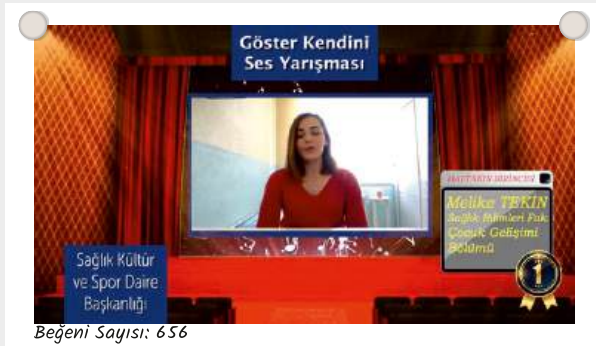 Göster Kendini
Ses Yarışması
HAFTANIN BİRİNCİSİ
Melike TEKİN
Sağlık Bilimleri Fak.
Çocuk Gelişimi
Bölümü
1
Sağlık Kültür
ve Spor Daire
Başkanlığı
Beğeni Sayısı: 656